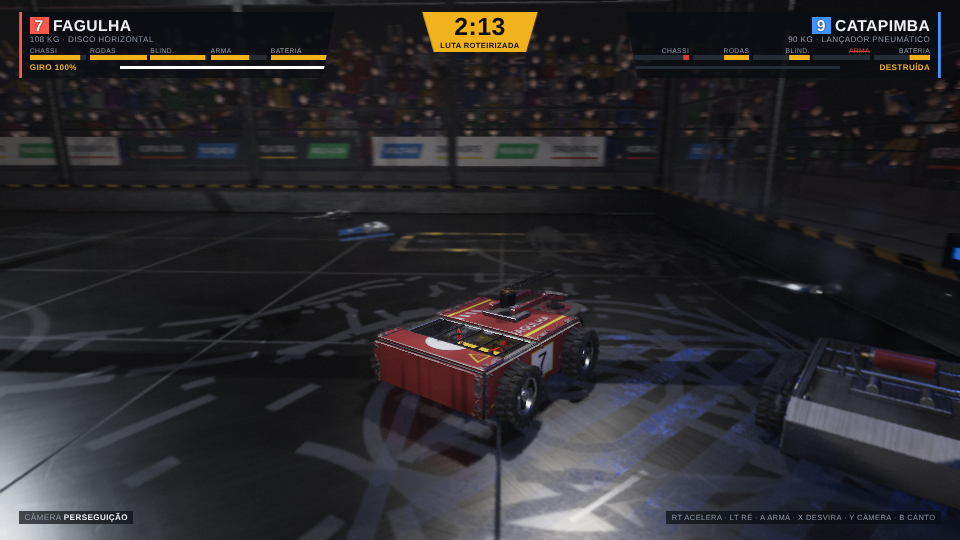 7 FAGULHA
108 KG · DISCO HORIZONTAL
CHASSI RODAS BLIND. ARMA BATERIA
GIRO 100%
2:13
LUTA ROTEIRIZADA
9 CATAPIMBA
90 KG · LANÇADOR PNEUMÁTICO
CHASSI RODAS BLIND. ARMA BATERIA
DESTRUÍDA
7
CÂMERA PERSEGUIÇÃO
RT ACELERA · LT RÉ · A ARMA · X DESVIRA · Y CÂMERA · B CANTO